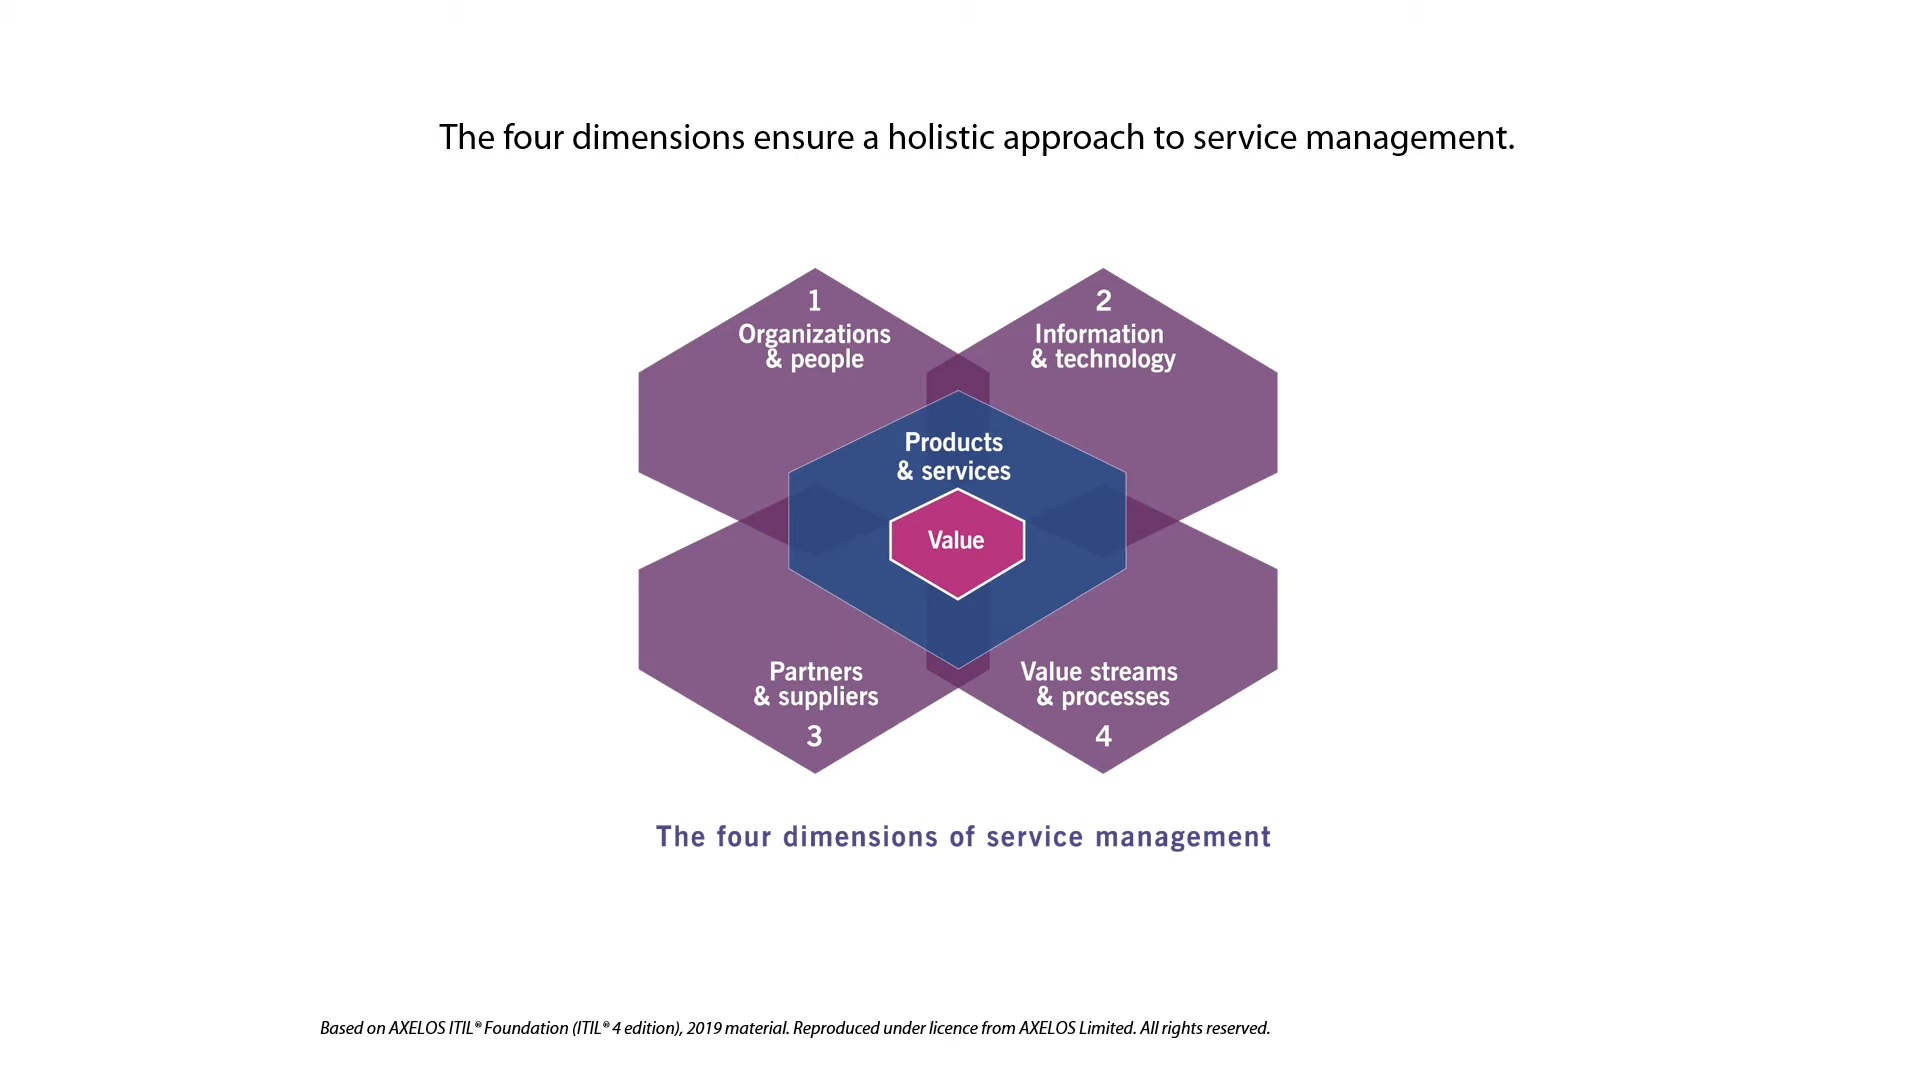 The four dimensions ensure a holistic approach to service management.
1
Organizations
& people
2
Information
& technology
Products
& services
Value
Partners
& suppliers
3
Value streams
& processes
4
The four dimensions of service management
Based on AXELOS ITIL® Foundation (ITIL® 4 edition), 2019 material. Reproduced under licence from AXELOS Limited. All rights reserved.